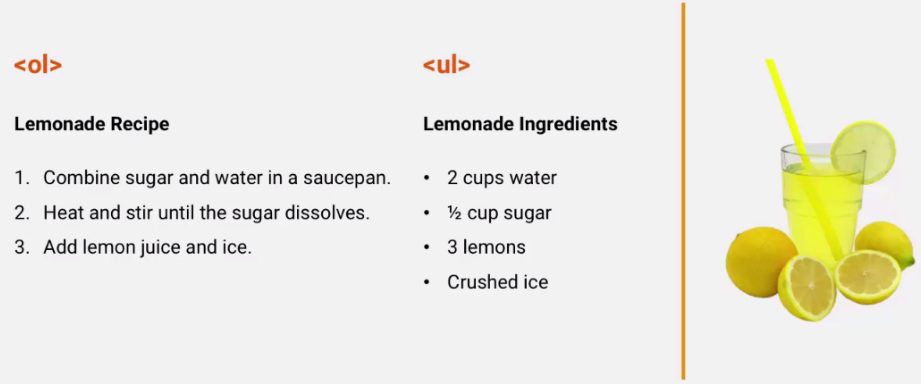 <ol>
Lemonade Recipe
1. Combine sugar and water in a saucepan.
2. Heat and stir until the sugar dissolves.
3. Add lemon juice and ice.
<ul>
Lemonade Ingredients
• 2 cups water
• ½ cup sugar
• 3 lemons
• Crushed ice